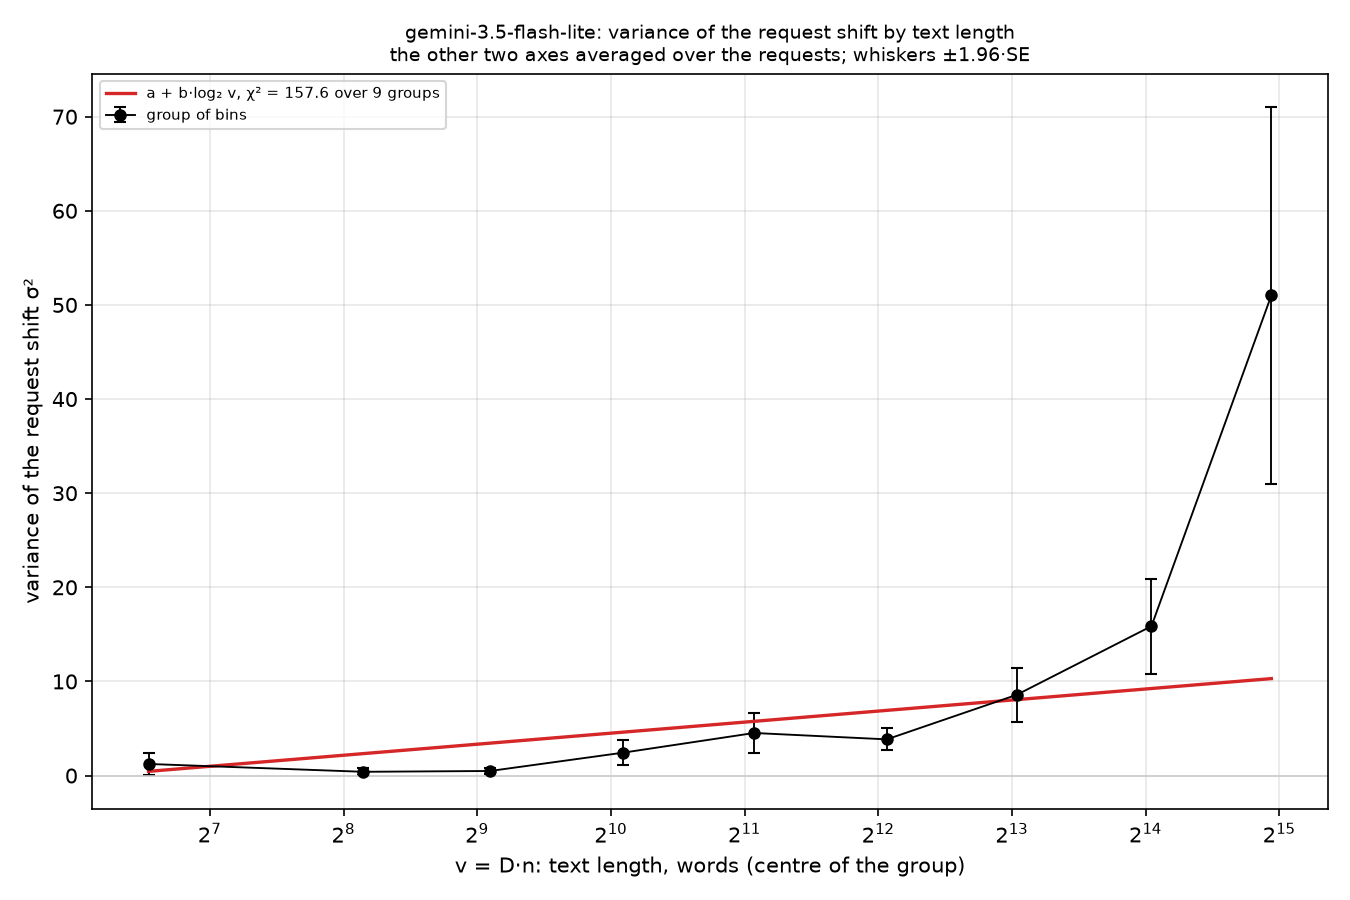 gemini-3.5-flash-lite: variance of the request shift by text length
the other two axes averaged over the requests; whiskers ±1.96·SE
a + b·log₂ v, χ² = 157.6 over 9 groups
group of bins
variance of the request shift σ²
70
60
50
40
30
20
10
0
2⁷ 2⁸ 2⁹ 2¹⁰ 2¹¹ 2¹² 2¹³ 2¹⁴ 2¹⁵
v = D·n: text length, words (centre of the group)